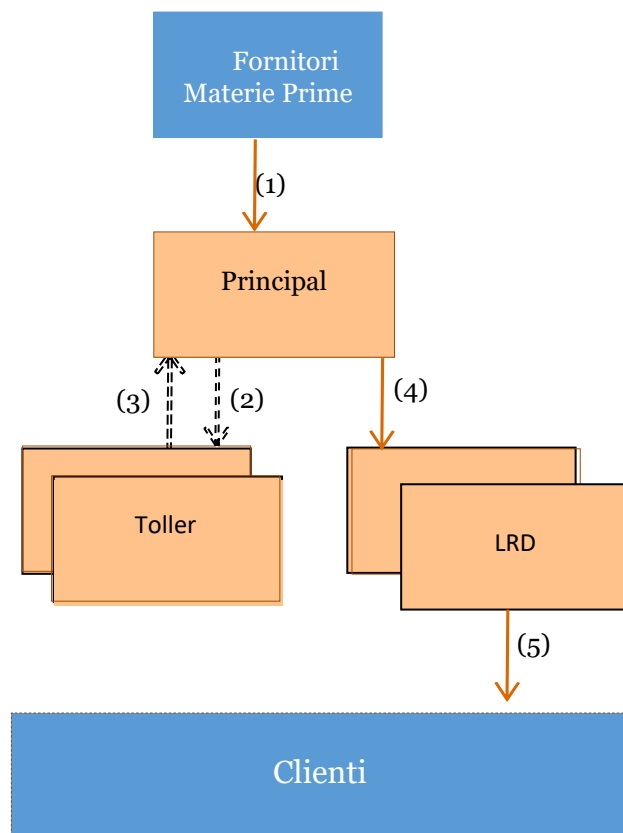 Fornitori
Materie Prime
(1)
Principal
(3)
(2)
(4)
Toller
LRD
(5)
Clienti